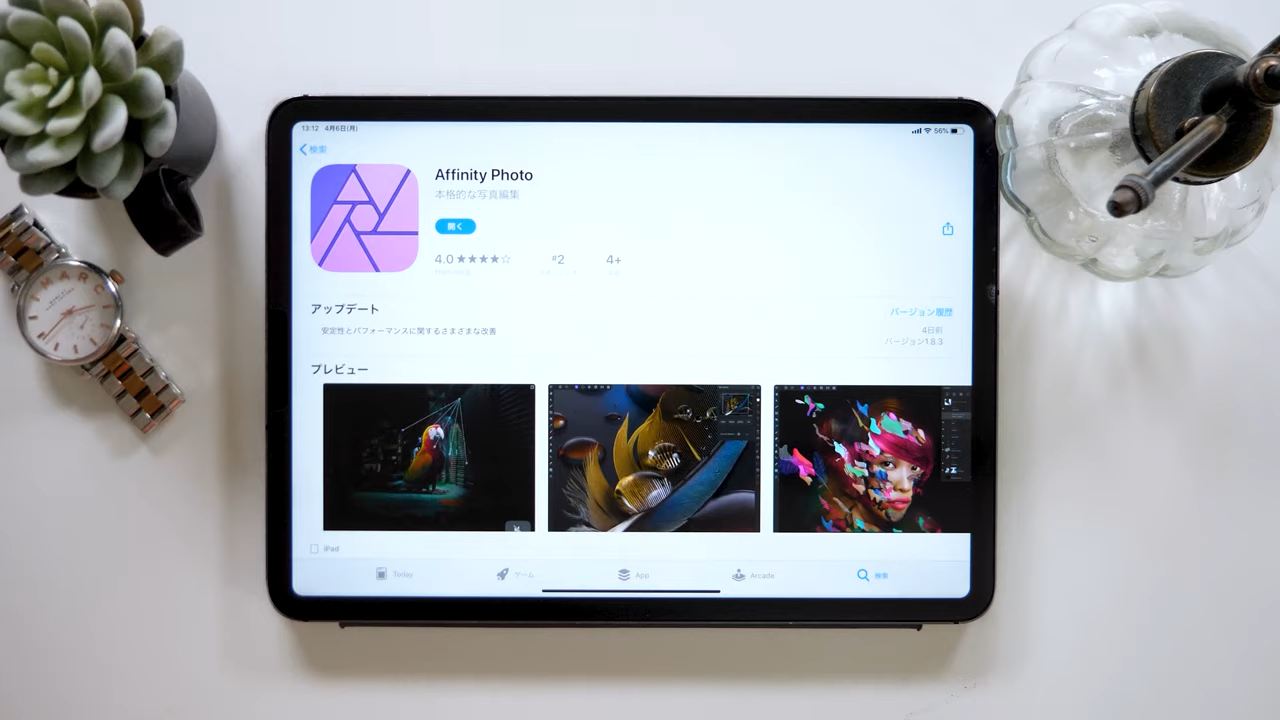 13:12 4月6日(月)
56%
検索
Affinity Photo
本格的な写真編集
開く
4.0 ★★★★☆
#2
4+
アップデート
バージョン履歴
安定性とパフォーマンスに関するさまざまな改善
4日前
バージョン1.8.3
プレビュー
iPad
Today
ゲーム
App
Arcade
検索
MARC